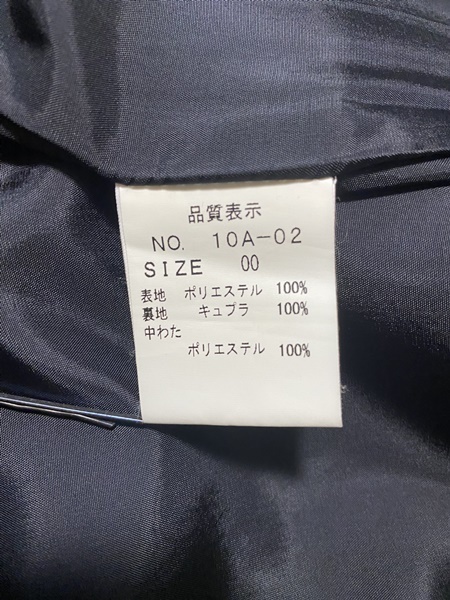 品質表示
NO. 10A-02
SIZE 00
表地 ポリエステル 100%
裏地 キュプラ 100%
中わた
ポリエステル 100%